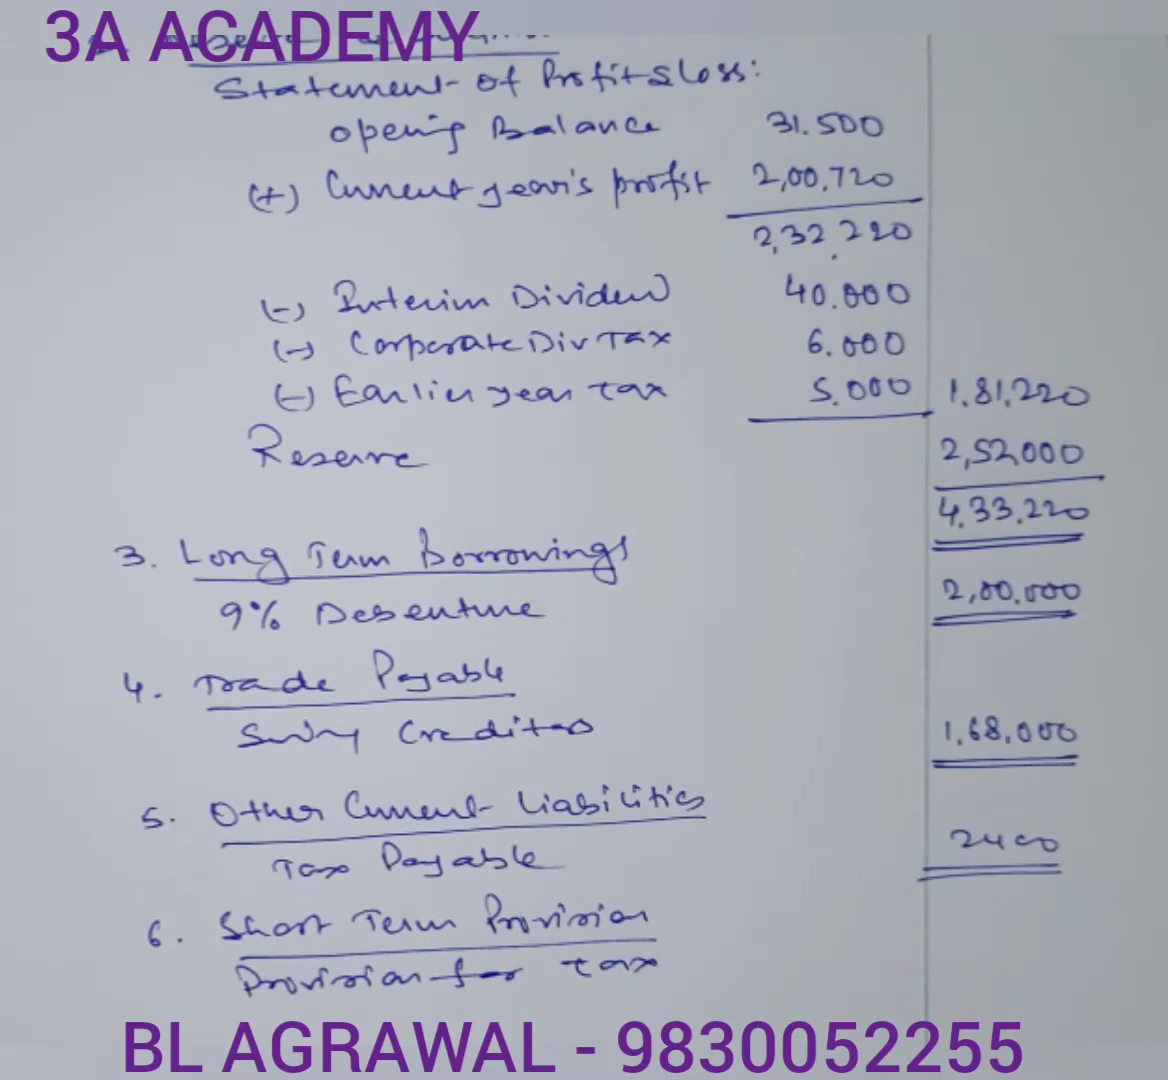 3A ACADEMY
Statement of Profit & Loss:
Opening Balance 31.500
(+) Current year's profit 2,00,720
2,32,220
(-) Interim Dividend 40.000
(-) Corporate Div Tax 6.000
(-) Earlier year tax 5.000 1,81,220
Reserve 2,52,000
4,33,220
3. Long Term Borrowings
9% Debenture 2,00,000
4. Trade Payable
Sundry Creditors 1,68,000
5. Other Current Liabilities
Tax Payable 2400
6. Short Term Provision
Provision for tax
BL AGRAWAL - 9830052255